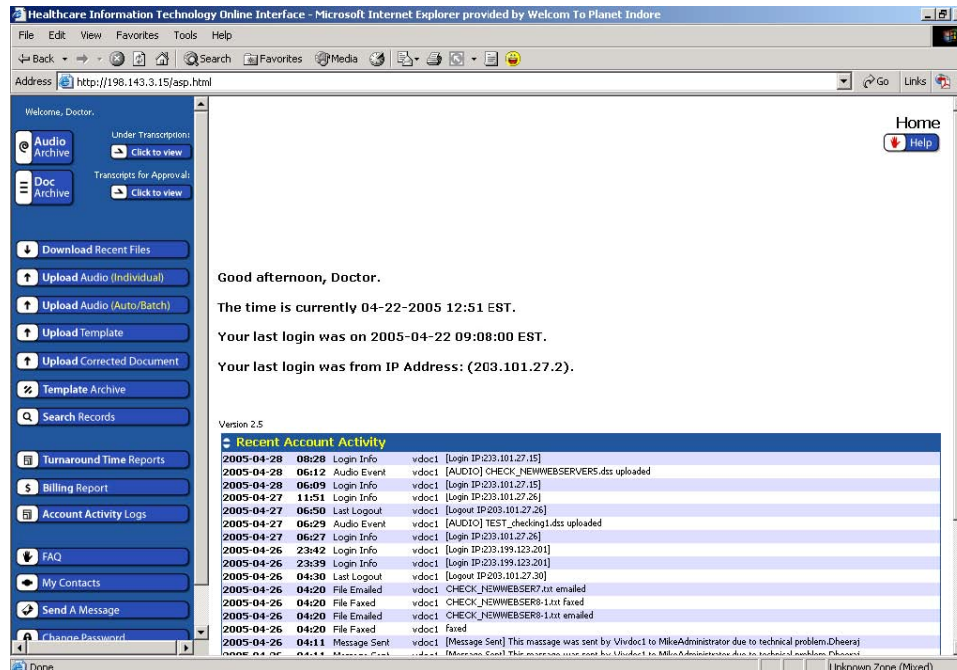 Healthcare Information Technology Online Interface - Microsoft Internet Explorer provided by Welcom To Planet Indore
File Edit View Favorites Tools Help
Back Search Favorites Media
Address http://198.143.3.15/asp.html Go Links
Welcome, Doctor.
Audio Archive
Under Transcription:
Click to view
Doc Archive
Transcripts for Approval:
Click to view
Download Recent Files
Upload Audio (Individual)
Upload Audio (Auto/Batch)
Upload Template
Upload Corrected Document
Template Archive
Search Records
Turnaround Time Reports
Billing Report
Account Activity Logs
FAQ
My Contacts
Send A Message
Change Password
Home
Help
Good afternoon, Doctor.
The time is currently 04-22-2005 12:51 EST.
Your last login was on 2005-04-22 09:08:00 EST.
Your last login was from IP Address: (203.101.27.2).
Version 2.5
Recent Account Activity
2005-04-28 08:28 Login Info vdoc1 [Login IP:203.101.27.15]
2005-04-28 06:12 Audio Event vdoc1 [AUDIO] CHECK_NEWWEBSERVER5.dss uploaded
2005-04-28 06:09 Login Info vdoc1 [Login IP:203.101.27.15]
2005-04-27 11:51 Login Info vdoc1 [Login IP:203.101.27.26]
2005-04-27 06:50 Last Logout vdoc1 [Logout IP:203.101.27.26]
2005-04-27 06:29 Audio Event vdoc1 [AUDIO] TEST_checking1.dss uploaded
2005-04-27 06:27 Login Info vdoc1 [Login IP:203.101.27.26]
2005-04-26 23:42 Login Info vdoc1 [Login IP:203.199.123.201]
2005-04-26 23:39 Login Info vdoc1 [Login IP:203.199.123.201]
2005-04-26 04:30 Last Logout vdoc1 [Logout IP:203.101.27.30]
2005-04-26 04:20 File Emailed vdoc1 CHECK_NEWWEBSER7.txt emailed
2005-04-26 04:20 File Faxed vdoc1 CHECK_NEWWEBSER8-1.txt faxed
2005-04-26 04:20 File Emailed vdoc1 CHECK_NEWWEBSER8-1.txt emailed
2005-04-26 04:20 File Faxed vdoc1 faxed
2005-04-26 04:11 Message Sent vdoc1 [Message Sent] This massage was sent by Vivdoc1 to MikeAdministrator due to technical problem.Dheeraj
Done
Unknown Zone (Mixed)